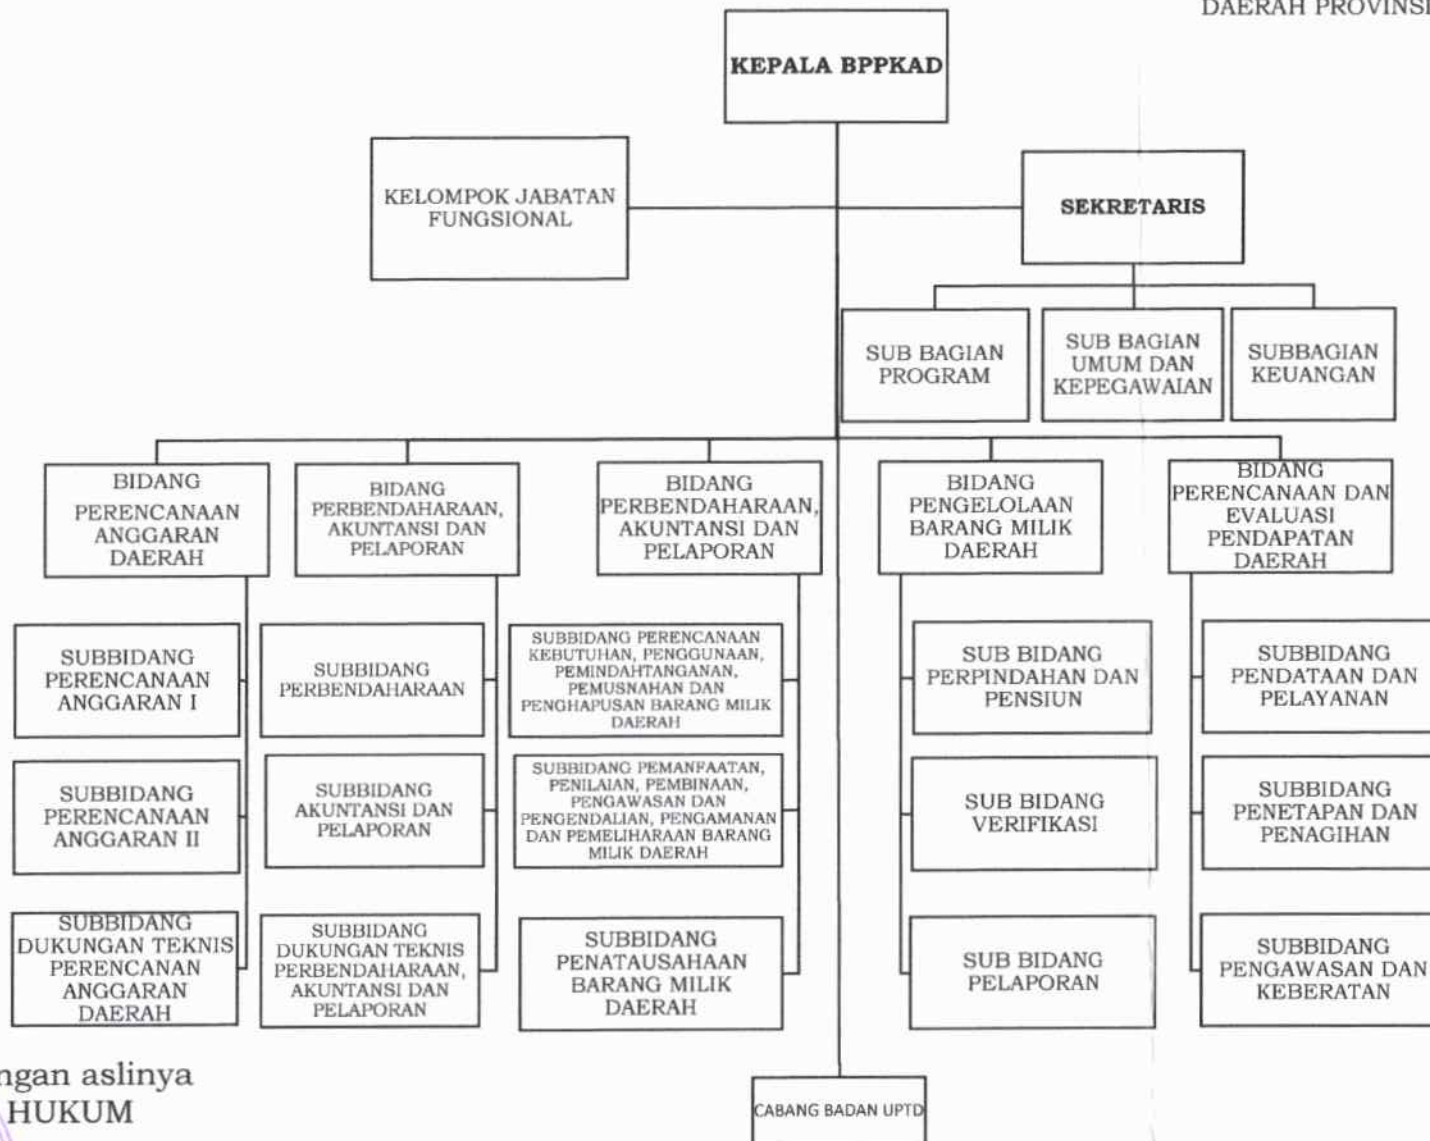 DAERAH PROVINSI
KEPALA BPPKAD
KELOMPOK JABATAN
FUNGSIONAL
SEKRETARIS
SUB BAGIAN
PROGRAM
SUB BAGIAN
UMUM DAN
KEPEGAWAIAN
SUBBAGIAN
KEUANGAN
BIDANG
PERENCANAAN
ANGGARAN
DAERAH
BIDANG
PERBENDAHARAAN,
AKUNTANSI DAN
PELAPORAN
BIDANG
PERBENDAHARAAN,
AKUNTANSI DAN
PELAPORAN
BIDANG
PENGELOLAAN
BARANG MILIK
DAERAH
BIDANG
PERENCANAAN DAN
EVALUASI
PENDAPATAN
DAERAH
SUBBIDANG
PERENCANAAN
ANGGARAN I
SUBBIDANG
PERBENDAHARAAN
SUBBIDANG PERENCANAAN
KEBUTUHAN, PENGGUNAAN,
PEMINDAHTANGANAN,
PEMUSNAHAN DAN
PENGHAPUSAN BARANG MILIK
DAERAH
SUB BIDANG
PERPINDAHAN DAN
PENSIUN
SUBBIDANG
PENDATAAN DAN
PELAYANAN
SUBBIDANG
PERENCANAAN
ANGGARAN II
SUBBIDANG
AKUNTANSI DAN
PELAPORAN
SUBBIDANG PEMANFAATAN,
PENILAIAN, PEMBINAAN,
PENGAWASAN DAN
PENGENDALIAN, PENGAMANAN
DAN PEMELIHARAAN BARANG
MILIK DAERAH
SUB BIDANG
VERIFIKASI
SUBBIDANG
PENETAPAN DAN
PENAGIHAN
SUBBIDANG
DUKUNGAN TEKNIS
PERENCANAN
ANGGARAN
DAERAH
SUBBIDANG
DUKUNGAN TEKNIS
PERBENDAHARAAN,
AKUNTANSI DAN
PELAPORAN
SUBBIDANG
PENATAUSAHAAN
BARANG MILIK
DAERAH
SUB BIDANG
PELAPORAN
SUBBIDANG
PENGAWASAN DAN
KEBERATAN
ngan aslinya
HUKUM
CABANG BADAN UPTD